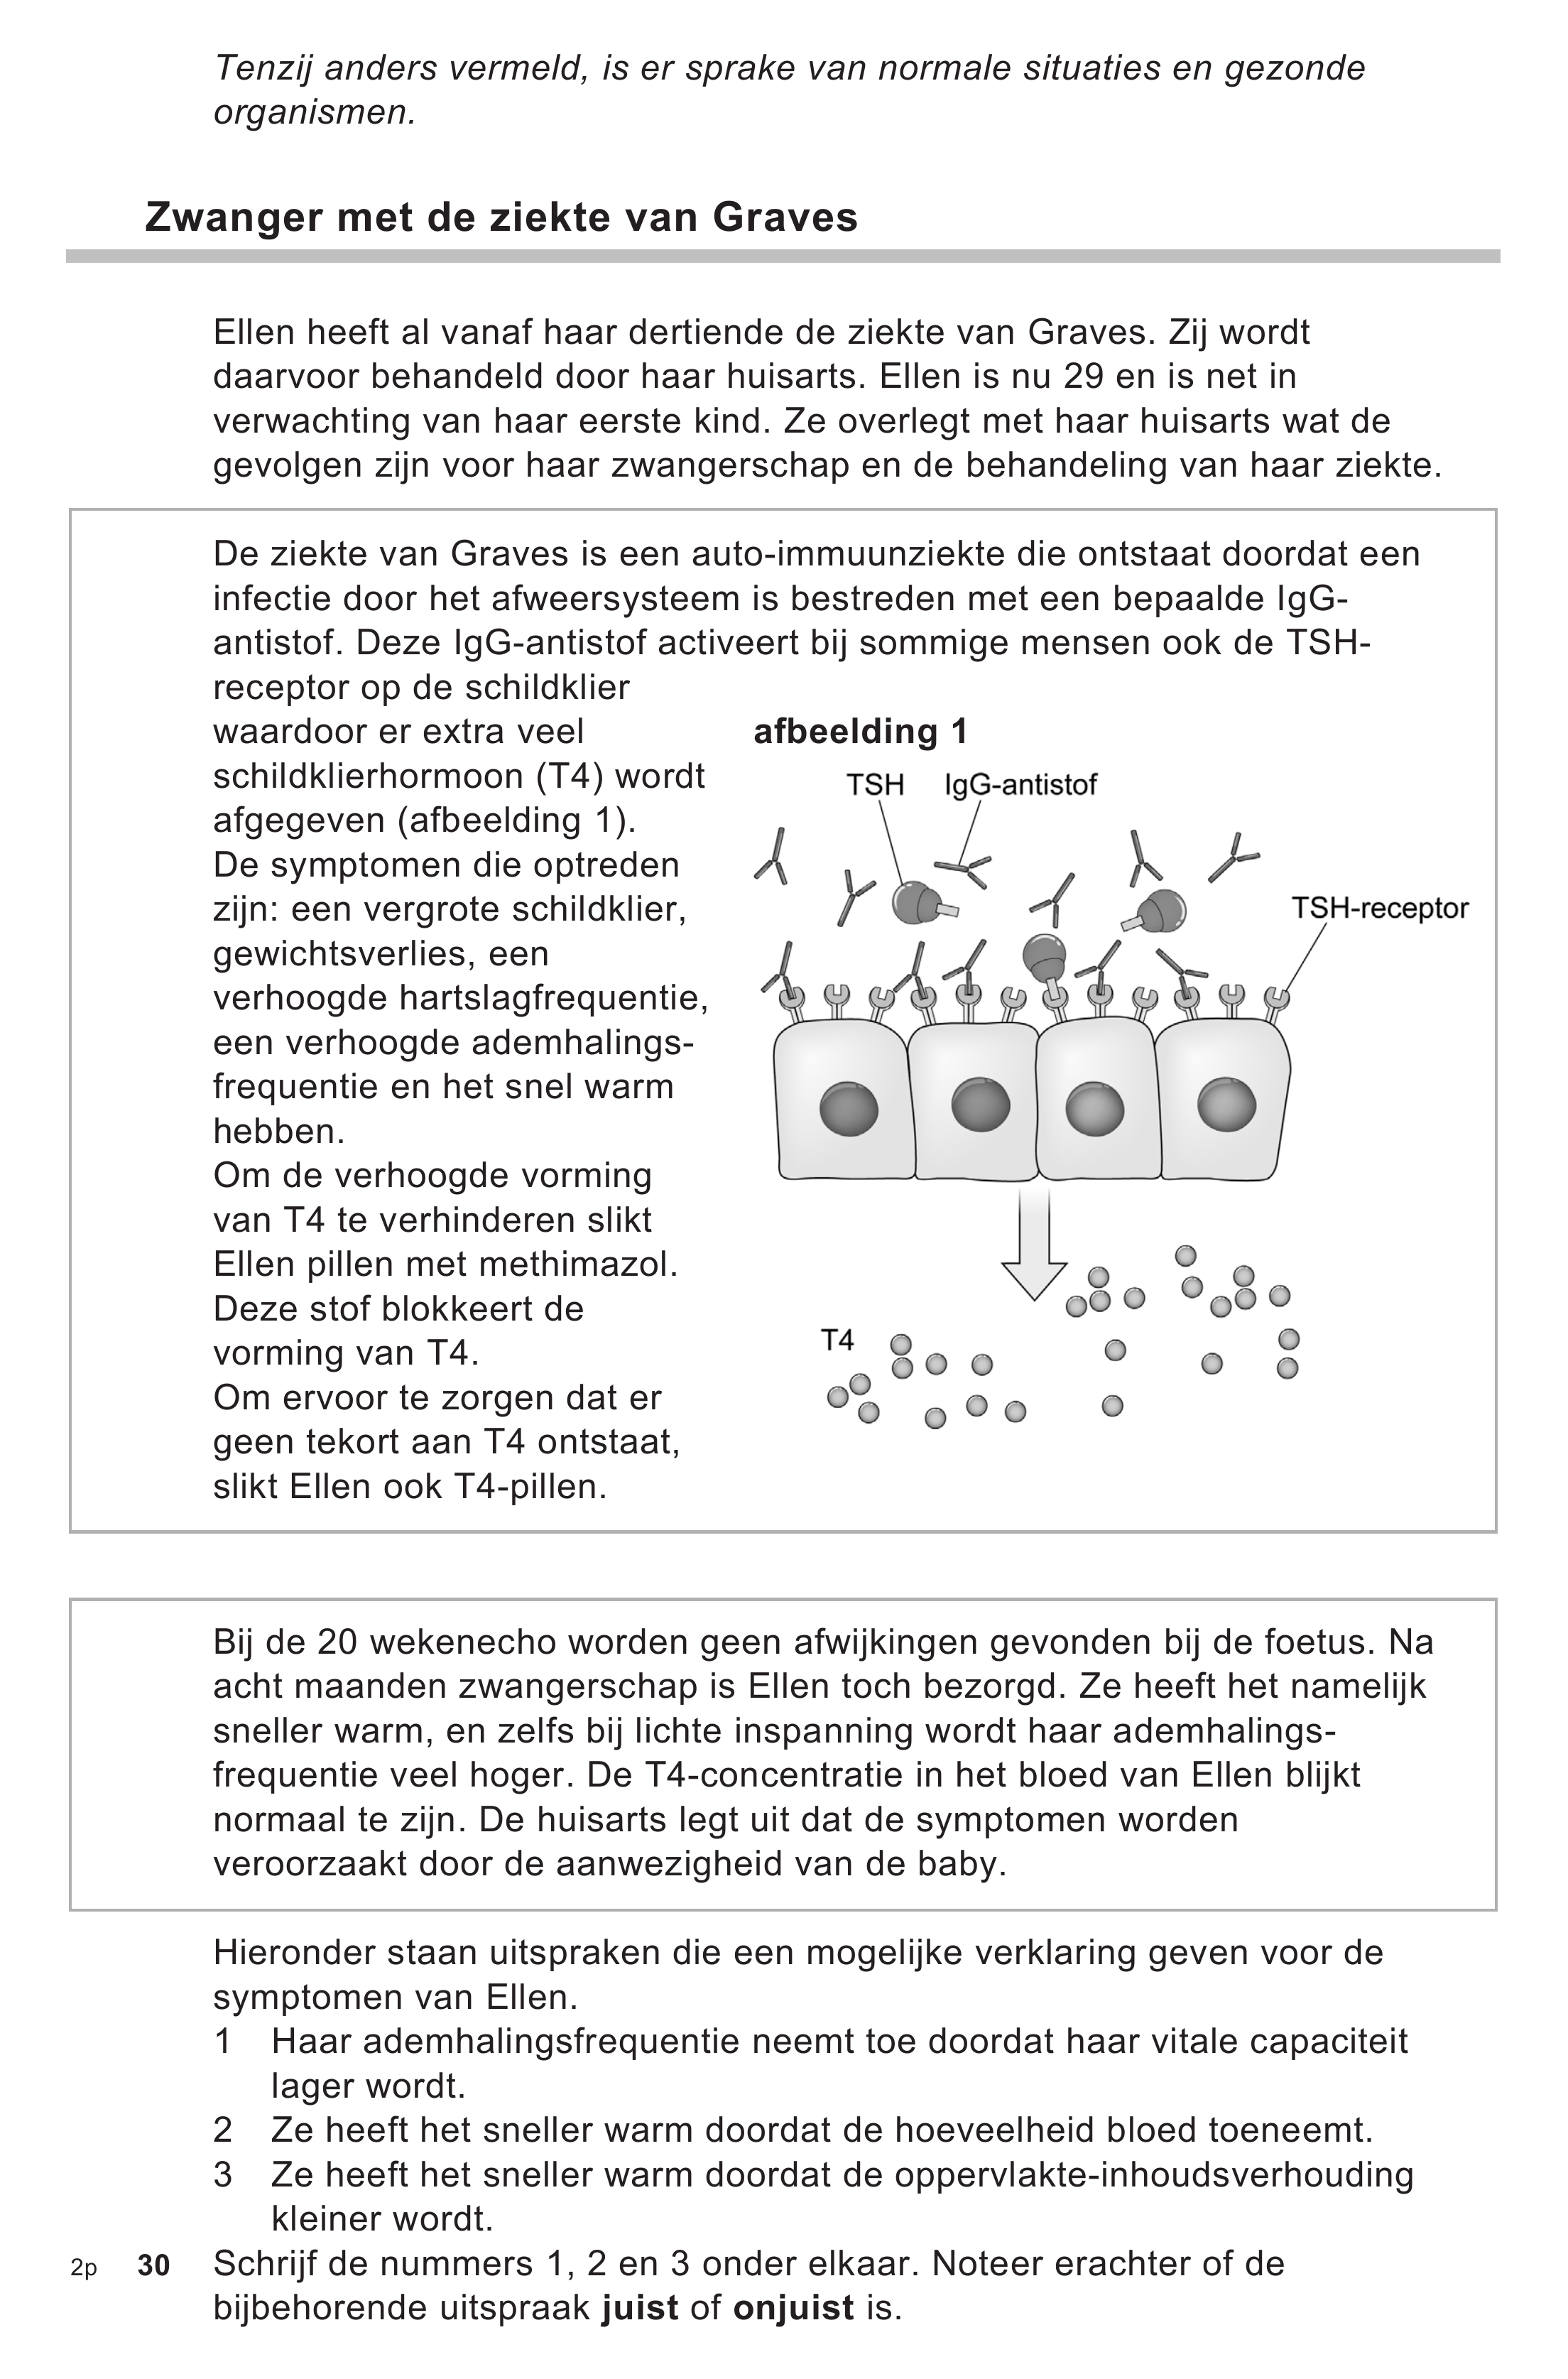 Tenzij anders vermeld, is er sprake van normale situaties en gezonde
organismen.
Zwanger met de ziekte van Graves
Ellen heeft al vanaf haar dertiende de ziekte van Graves. Zij wordt
daarvoor behandeld door haar huisarts. Ellen is nu 29 en is net in
verwachting van haar eerste kind. Ze overlegt met haar huisarts wat de
gevolgen zijn voor haar zwangerschap en de behandeling van haar ziekte.
De ziekte van Graves is een auto-immuunziekte die ontstaat doordat een
infectie door het afweersysteem is bestreden met een bepaalde IgG-
antistof. Deze IgG-antistof activeert bij sommige mensen ook de TSH-
receptor op de schildklier
waardoor er extra veel
schildklierhormoon (T4) wordt
afgegeven (afbeelding 1).
De symptomen die optreden
zijn: een vergrote schildklier,
gewichtsverlies, een
verhoogde hartslagfrequentie,
een verhoogde ademhalings-
frequentie en het snel warm
hebben.
Om de verhoogde vorming
van T4 te verhinderen slikt
Ellen pillen met methimazol.
Deze stof blokkeert de
vorming van T4.
Om ervoor te zorgen dat er
geen tekort aan T4 ontstaat,
slikt Ellen ook T4-pillen.
afbeelding 1
TSH IgG-antistof
TSH-receptor
T4
Bij de 20 wekenecho worden geen afwijkingen gevonden bij de foetus. Na
acht maanden zwangerschap is Ellen toch bezorgd. Ze heeft het namelijk
sneller warm, en zelfs bij lichte inspanning wordt haar ademhalings-
frequentie veel hoger. De T4-concentratie in het bloed van Ellen blijkt
normaal te zijn. De huisarts legt uit dat de symptomen worden
veroorzaakt door de aanwezigheid van de baby.
Hieronder staan uitspraken die een mogelijke verklaring geven voor de
symptomen van Ellen.
1 Haar ademhalingsfrequentie neemt toe doordat haar vitale capaciteit
lager wordt.
2 Ze heeft het sneller warm doordat de hoeveelheid bloed toeneemt.
3 Ze heeft het sneller warm doordat de oppervlakte-inhoudsverhouding
kleiner wordt.
2p 30 Schrijf de nummers 1, 2 en 3 onder elkaar. Noteer erachter of de
bijbehorende uitspraak juist of onjuist is.